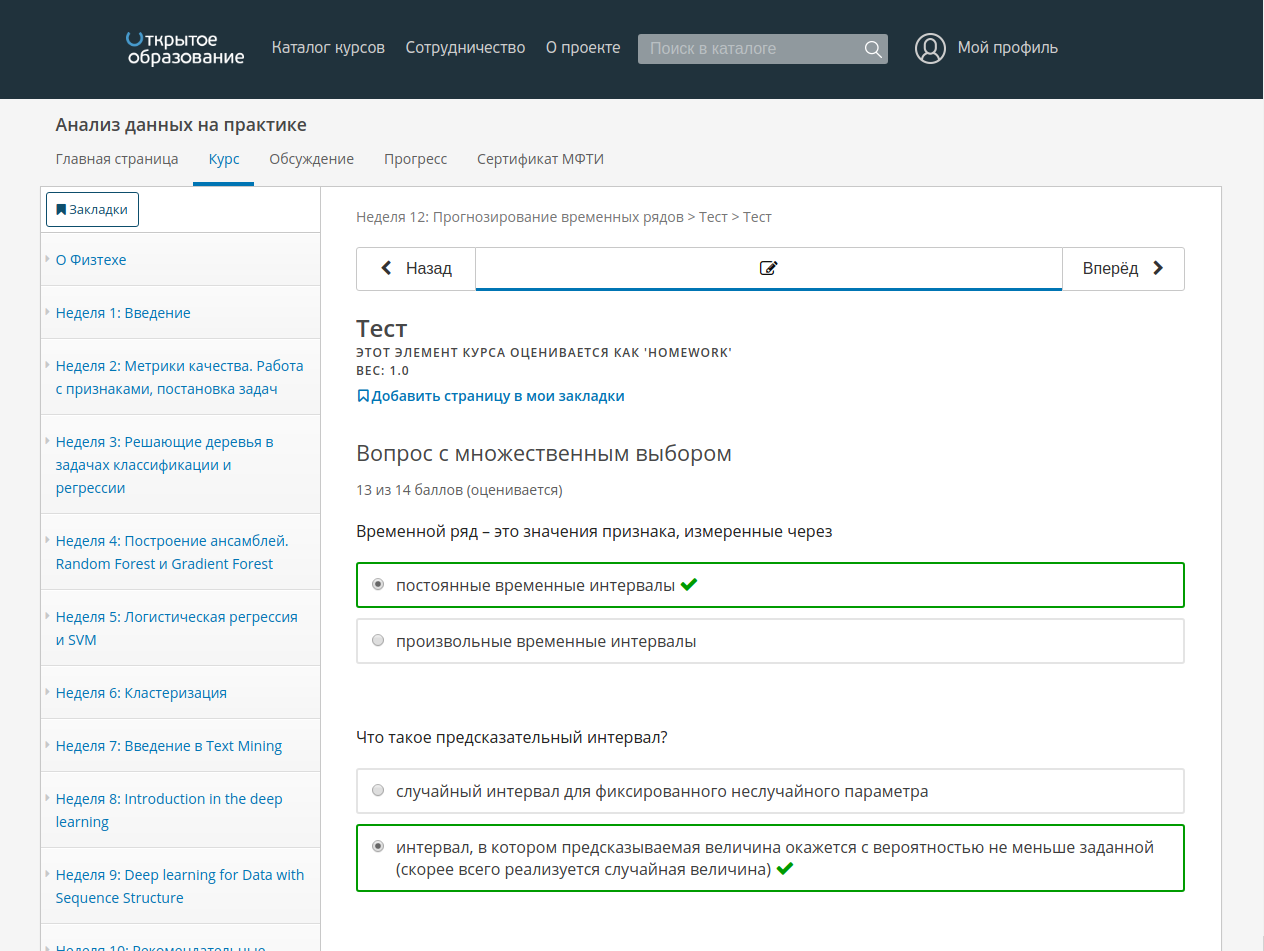 Открытое
образование
Каталог курсов
Сотрудничество
О проекте
Поиск в каталоге
Мой профиль
Анализ данных на практике
Главная страница
Курс
Обсуждение
Прогресс
Сертификат МФТИ
Закладки
О Физтехе
Неделя 1: Введение
Неделя 2: Метрики качества. Работа
с признаками, постановка задач
Неделя 3: Решающие деревья в
задачах классификации и
регрессии
Неделя 4: Построение ансамблей.
Random Forest и Gradient Forest
Неделя 5: Логистическая регрессия
и SVM
Неделя 6: Кластеризация
Неделя 7: Введение в Text Mining
Неделя 8: Introduction in the deep
learning
Неделя 9: Deep learning for Data with
Sequence Structure
Неделя 10: Рекомендательные
Неделя 12: Прогнозирование временных рядов > Тест > Тест
Назад
Вперёд
Тест
ЭТОТ ЭЛЕМЕНТ КУРСА ОЦЕНИВАЕТСЯ КАК 'HOMEWORK'
ВЕС: 1.0
Добавить страницу в мои закладки
Вопрос с множественным выбором
13 из 14 баллов (оценивается)
Временной ряд – это значения признака, измеренные через
постоянные временные интервалы
произвольные временные интервалы
Что такое предсказательный интервал?
случайный интервал для фиксированного неслучайного параметра
интервал, в котором предсказываемая величина окажется с вероятностью не меньше заданной
(скорее всего реализуется случайная величина)